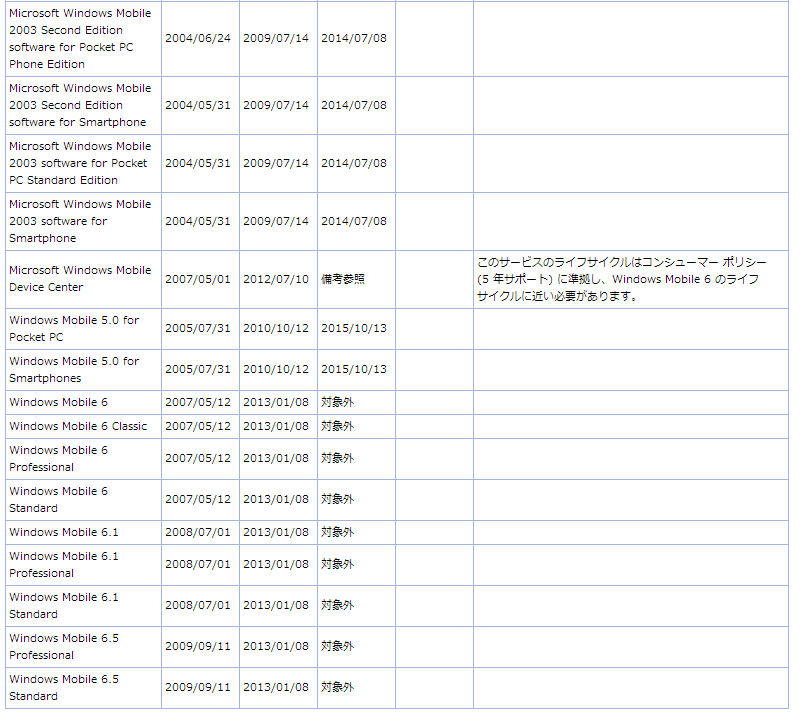 Microsoft Windows Mobile
2003 Second Edition
software for Pocket PC
Phone Edition
2004/06/24 2009/07/14 2014/07/08
Microsoft Windows Mobile
2003 Second Edition
software for Smartphone
2004/05/31 2009/07/14 2014/07/08
Microsoft Windows Mobile
2003 software for Pocket
PC Standard Edition
2004/05/31 2009/07/14 2014/07/08
Microsoft Windows Mobile
2003 software for
Smartphone
2004/05/31 2009/07/14 2014/07/08
Microsoft Windows Mobile
Device Center
2007/05/01 2012/07/10 備考参照
このサービスのライフサイクルはコンシューマー ポリシー
(5 年サポート) に準拠し、Windows Mobile 6 のライフ
サイクルに近い必要があります。
Windows Mobile 5.0 for
Pocket PC
2005/07/31 2010/10/12 2015/10/13
Windows Mobile 5.0 for
Smartphones
2005/07/31 2010/10/12 2015/10/13
Windows Mobile 6 2007/05/12 2013/01/08 対象外
Windows Mobile 6 Classic 2007/05/12 2013/01/08 対象外
Windows Mobile 6
Professional
2007/05/12 2013/01/08 対象外
Windows Mobile 6
Standard
2007/05/12 2013/01/08 対象外
Windows Mobile 6.1 2008/07/01 2013/01/08 対象外
Windows Mobile 6.1
Professional
2008/07/01 2013/01/08 対象外
Windows Mobile 6.1
Standard
2008/07/01 2013/01/08 対象外
Windows Mobile 6.5
Professional
2009/09/11 2013/01/08 対象外
Windows Mobile 6.5
Standard
2009/09/11 2013/01/08 対象外